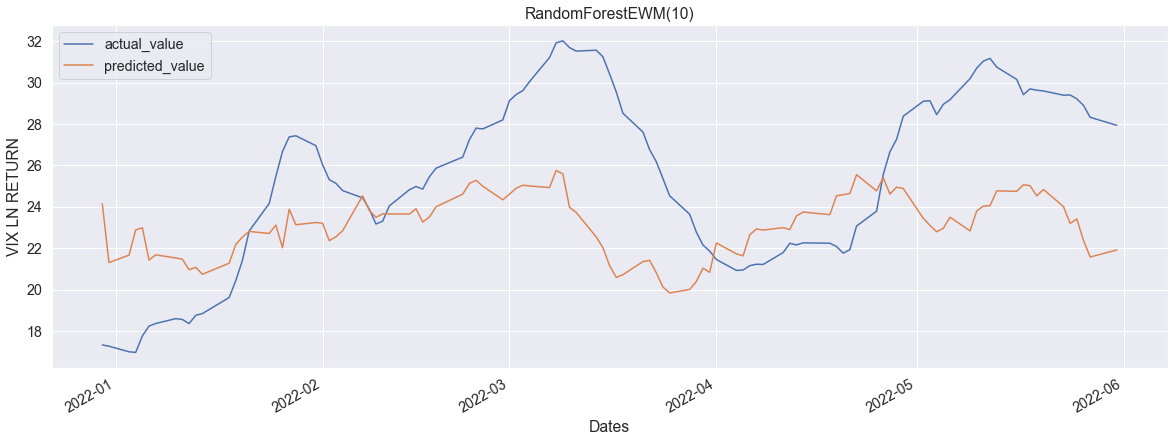 RandomForestEWM(10)
actual_value
predicted_value
VIX LN RETURN
32
30
28
26
24
22
20
18
2022-01
2022-02
2022-03
2022-04
2022-05
2022-06
Dates